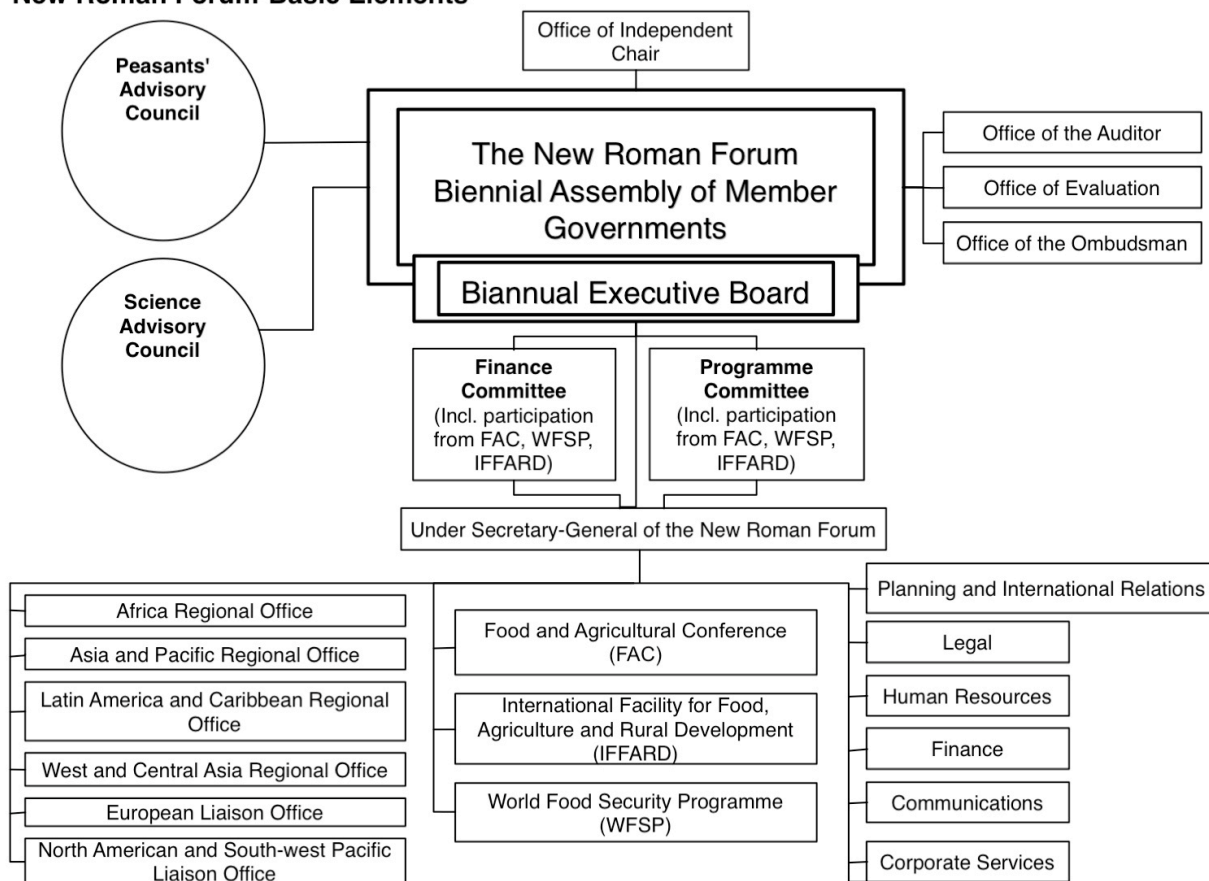 New Roman Forum Basic Elements
Office of Independent
Chair
Peasants'
Advisory
Council
The New Roman Forum
Biennial Assembly of Member
Governments
Office of the Auditor
Office of Evaluation
Office of the Ombudsman
Biannual Executive Board
Science
Advisory
Council
Finance
Committee
(Incl. participation
from FAC, WFSP,
IFFARD)
Programme
Committee
(Incl. participation
from FAC, WFSP,
IFFARD)
Under Secretary-General of the New Roman Forum
Africa Regional Office
Asia and Pacific Regional Office
Latin America and Caribbean Regional
Office
West and Central Asia Regional Office
European Liaison Office
North American and South-west Pacific
Liaison Office
Food and Agricultural Conference
(FAC)
International Facility for Food,
Agriculture and Rural Development
(IFFARD)
World Food Security Programme
(WFSP)
Planning and International Relations
Legal
Human Resources
Finance
Communications
Corporate Services